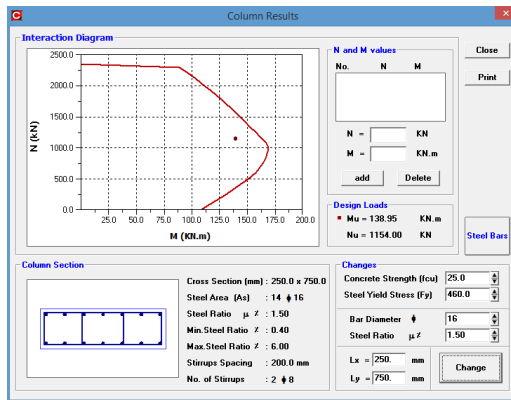 C
Column Results
x
Interaction Diagram
2500.0
2000.0
1500.0
1000.0
500.0
0.0
N (kN)
25.0 50.0 75.0 100.0 125.0 150.0 175.0 200.0
M (KN.m)
N and M values
No. N M
N = KN
M = KN.m
add Delete
Design Loads
Mu = 138.95 KN.m
Nu = 1154.00 KN
Close
Print
Steel Bars
Column Section
Cross Section (mm) : 250.0 x 750.0
Steel Area (As) : 14 ϕ 16
Steel Ratio μ % : 1.50
Min.Steel Ratio % : 0.40
Max.Steel Ratio % : 6.00
Stirrups Spacing : 200.0 mm
No. of Stirrups : 2 ϕ 8
Changes
Concrete Strength (fcu) 25.0
Steel Yield Stress (Fy) 460.0
Bar Diameter ϕ 16
Steel Ratio μ % 1.50
Lx = 250. mm
Ly = 750. mm
Change